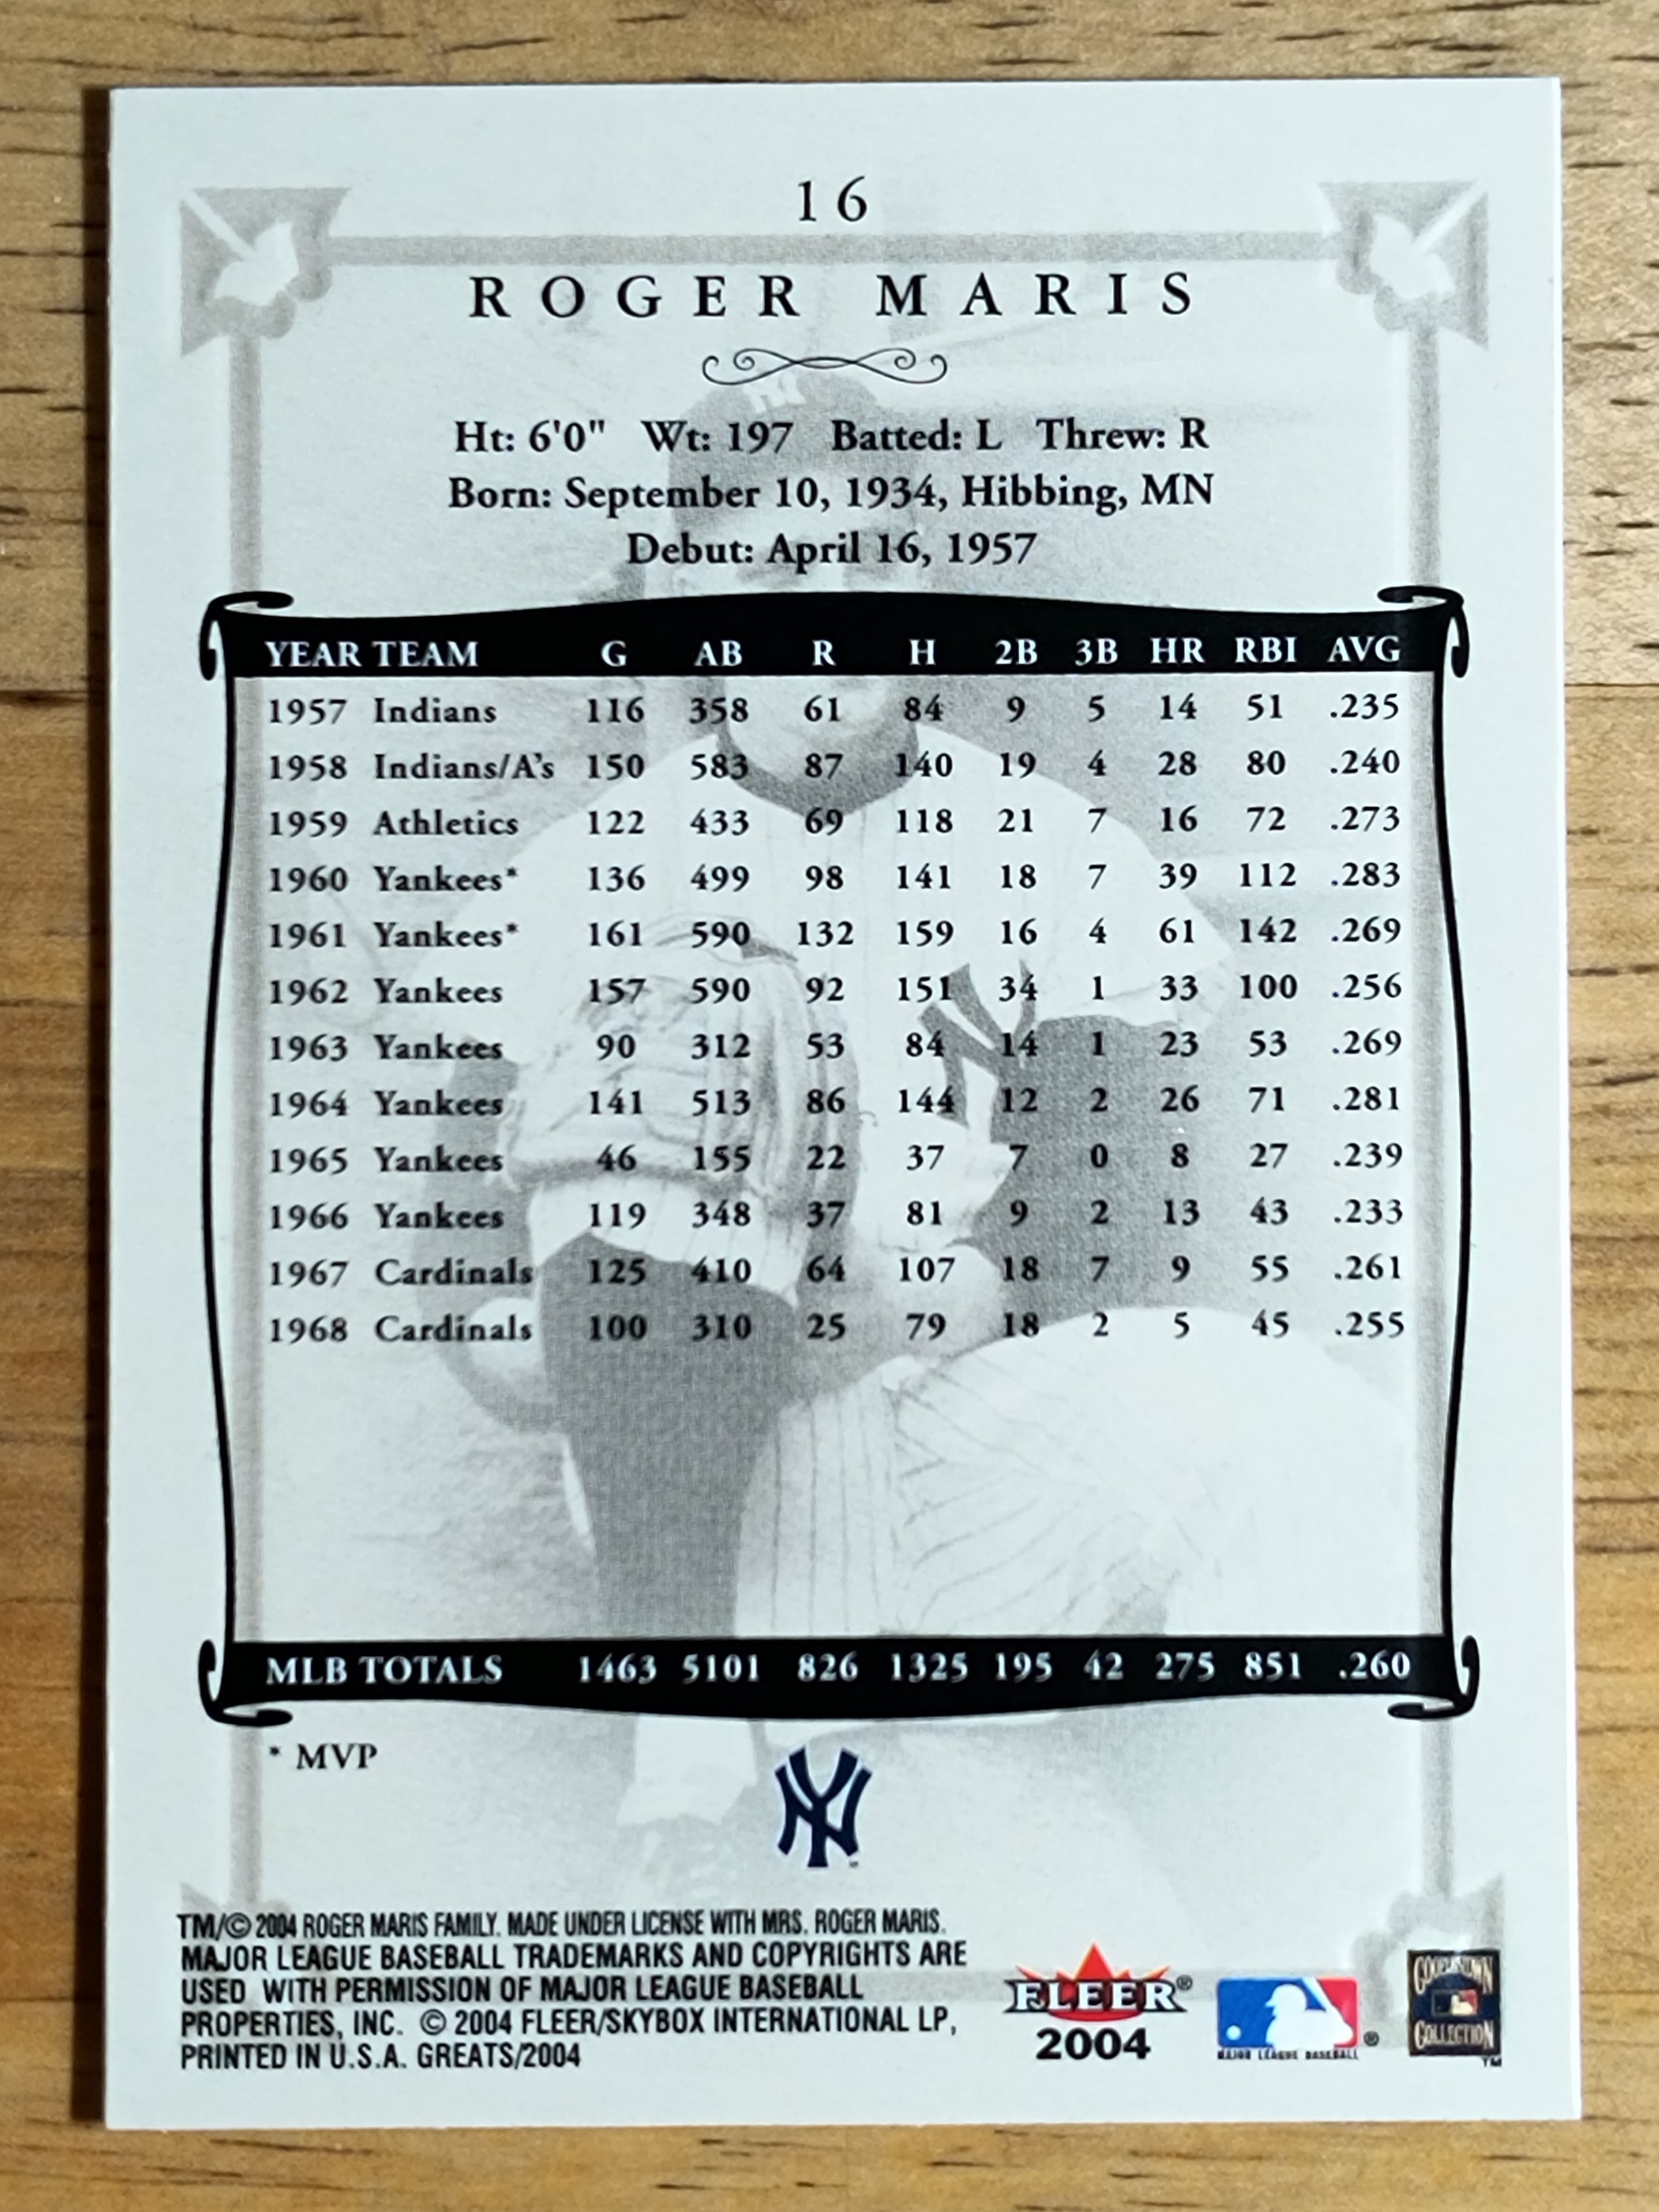 16
ROGER MARIS
Ht: 6'0" Wt: 197 Batted: L Threw: R
Born: September 10, 1934, Hibbing, MN
Debut: April 16, 1957
YEAR TEAM G AB R H 2B 3B HR RBI AVG
1957 Indians 116 358 61 84 9 5 14 51 .235
1958 Indians/A's 150 583 87 140 19 4 28 80 .240
1959 Athletics 122 433 69 118 21 7 16 72 .273
1960 Yankees* 136 499 98 141 18 7 39 112 .283
1961 Yankees* 161 590 132 159 16 4 61 142 .269
1962 Yankees 157 590 92 151 34 1 33 100 .256
1963 Yankees 90 312 53 84 14 1 23 53 .269
1964 Yankees 141 513 86 144 12 2 26 71 .281
1965 Yankees 46 155 22 37 7 0 8 27 .239
1966 Yankees 119 348 37 81 9 2 13 43 .233
1967 Cardinals 125 410 64 107 18 7 9 55 .261
1968 Cardinals 100 310 25 79 18 2 5 45 .255
MLB TOTALS 1463 5101 826 1325 195 42 275 851 .260
* MVP
NY
TM/© 2004 ROGER MARIS FAMILY. MADE UNDER LICENSE WITH MRS. ROGER MARIS.
MAJOR LEAGUE BASEBALL TRADEMARKS AND COPYRIGHTS ARE
USED WITH PERMISSION OF MAJOR LEAGUE BASEBALL
PROPERTIES, INC. © 2004 FLEER/SKYBOX INTERNATIONAL LP,
PRINTED IN U.S.A. GREATS/2004
FLEER®
2004
MAJOR LEAGUE BASEBALL ®
COOPERSTOWN
COLLECTION
TM